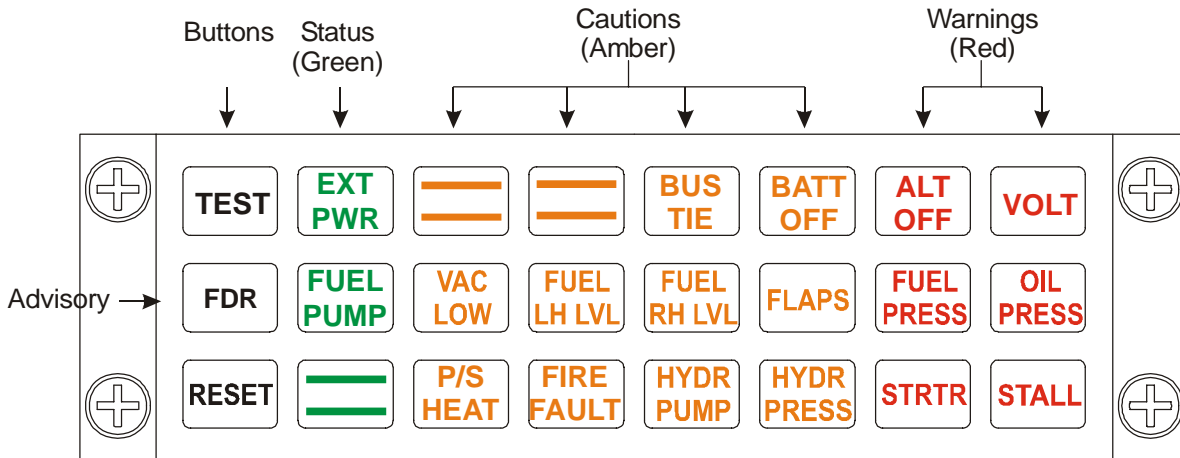 Buttons
Status
(Green)
Cautions
(Amber)
Warnings
(Red)
TEST
EXT
PWR
BUS
TIE
BATT
OFF
ALT
OFF
VOLT
Advisory
FDR
FUEL
PUMP
VAC
LOW
FUEL
LH LVL
FUEL
RH LVL
FLAPS
FUEL
PRESS
OIL
PRESS
RESET
P/S
HEAT
FIRE
FAULT
HYDR
PUMP
HYDR
PRESS
STRTR
STALL